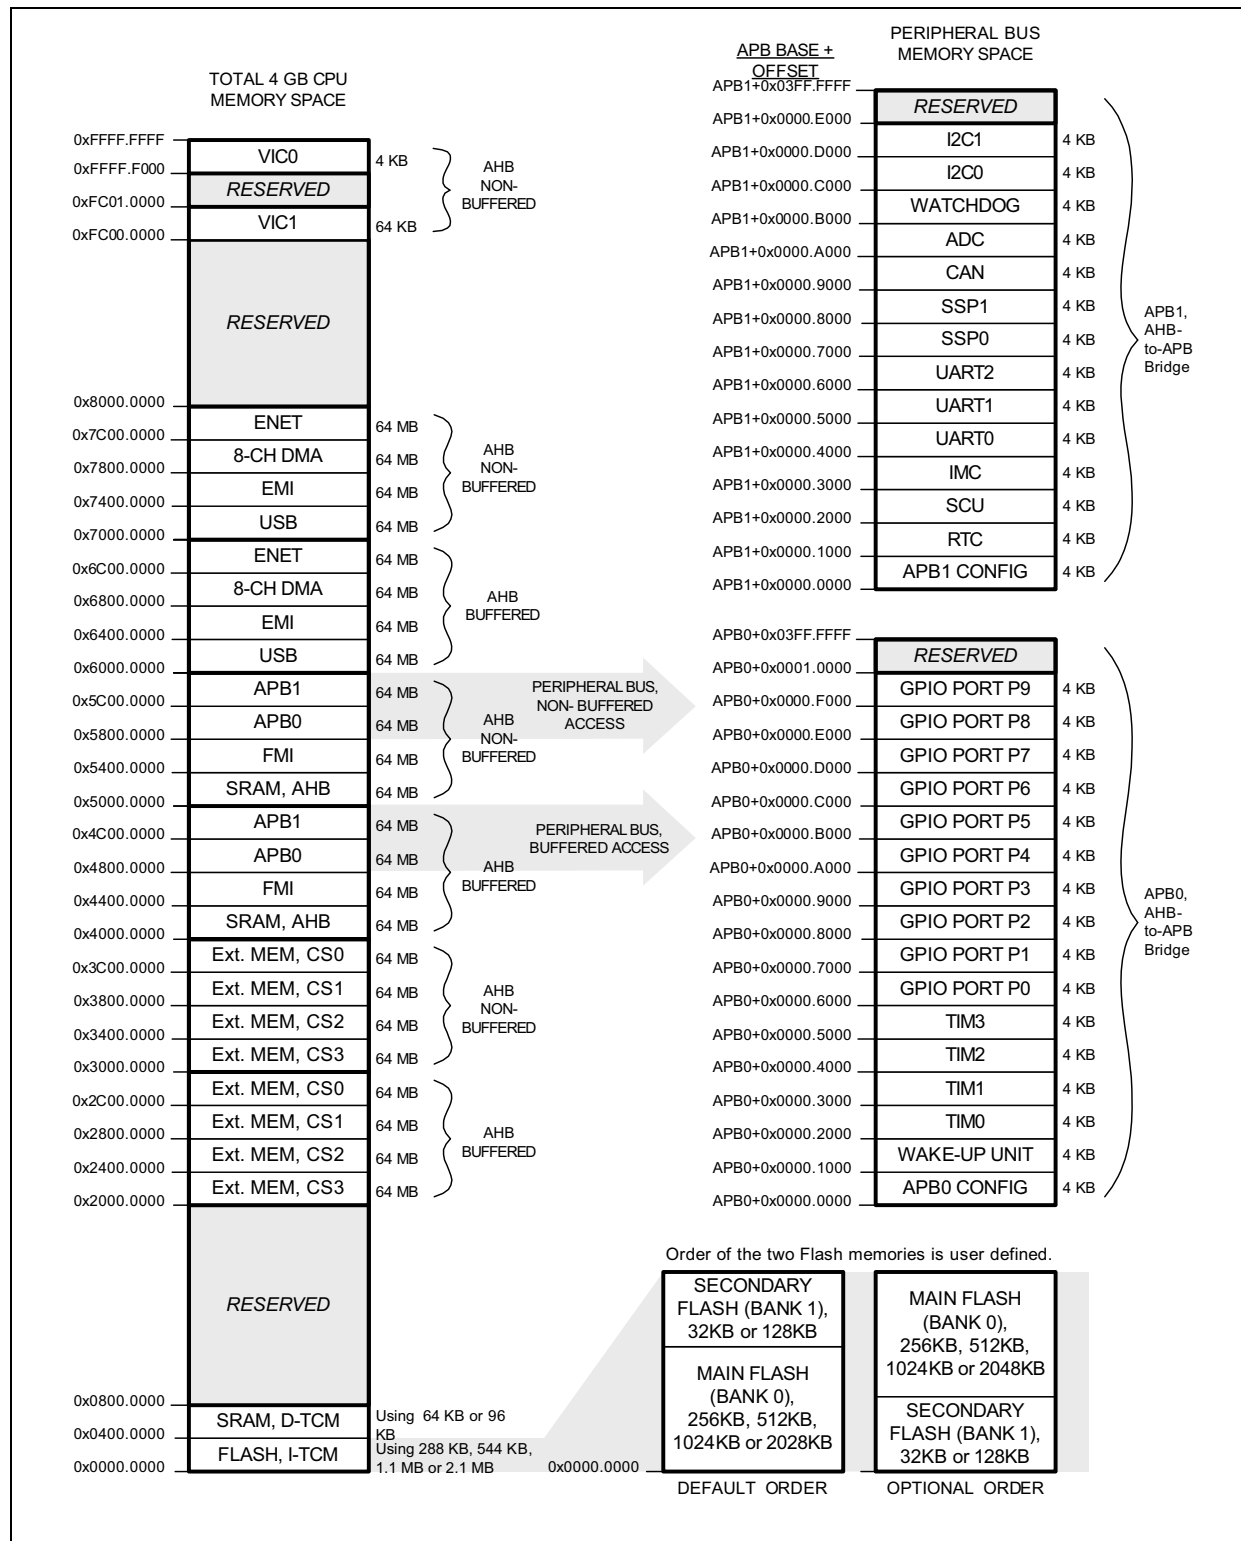 TOTAL 4 GB CPU
MEMORY SPACE
0xFFFF.FFFF
VIC0
4 KB
0xFFFF.F000
RESERVED
0xFC01.0000
VIC1
64 KB
0xFC00.0000
AHB
NON-
BUFFERED
RESERVED
0x8000.0000
ENET
64 MB
0x7C00.0000
8-CH DMA
64 MB
0x7800.0000
EMI
64 MB
0x7400.0000
USB
64 MB
0x7000.0000
AHB
NON-
BUFFERED
ENET
64 MB
0x6C00.0000
8-CH DMA
64 MB
0x6800.0000
EMI
64 MB
0x6400.0000
USB
64 MB
0x6000.0000
AHB
BUFFERED
APB1
64 MB
0x5C00.0000
APB0
64 MB
0x5800.0000
FMI
64 MB
0x5400.0000
SRAM, AHB
64 MB
0x5000.0000
AHB
NON-
BUFFERED
PERIPHERAL BUS,
NON- BUFFERED
ACCESS
APB1
64 MB
0x4C00.0000
APB0
64 MB
0x4800.0000
FMI
64 MB
0x4400.0000
SRAM, AHB
64 MB
0x4000.0000
AHB
BUFFERED
PERIPHERAL BUS,
BUFFERED ACCESS
Ext. MEM, CS0
64 MB
0x3C00.0000
Ext. MEM, CS1
64 MB
0x3800.0000
Ext. MEM, CS2
64 MB
0x3400.0000
Ext. MEM, CS3
64 MB
0x3000.0000
AHB
NON-
BUFFERED
Ext. MEM, CS0
64 MB
0x2C00.0000
Ext. MEM, CS1
64 MB
0x2800.0000
Ext. MEM, CS2
64 MB
0x2400.0000
Ext. MEM, CS3
64 MB
0x2000.0000
AHB
BUFFERED
RESERVED
0x0800.0000
SRAM, D-TCM
Using 64 KB or 96
KB
0x0400.0000
FLASH, I-TCM
Using 288 KB, 544 KB,
1.1 MB or 2.1 MB
0x0000.0000
APB BASE +
OFFSET
PERIPHERAL BUS
MEMORY SPACE
APB1+0x03FF.FFFF
RESERVED
APB1+0x0000.E000
I2C1
4 KB
APB1+0x0000.D000
I2C0
4 KB
APB1+0x0000.C000
WATCHDOG
4 KB
APB1+0x0000.B000
ADC
4 KB
APB1+0x0000.A000
CAN
4 KB
APB1+0x0000.9000
SSP1
4 KB
APB1+0x0000.8000
SSP0
4 KB
APB1+0x0000.7000
UART2
4 KB
APB1+0x0000.6000
UART1
4 KB
APB1+0x0000.5000
UART0
4 KB
APB1+0x0000.4000
IMC
4 KB
APB1+0x0000.3000
SCU
4 KB
APB1+0x0000.2000
RTC
4 KB
APB1+0x0000.1000
APB1 CONFIG
4 KB
APB1+0x0000.0000
APB1,
AHB-
to-APB
Bridge
APB0+0x03FF.FFFF
RESERVED
APB0+0x0001.0000
GPIO PORT P9
4 KB
APB0+0x0000.F000
GPIO PORT P8
4 KB
APB0+0x0000.E000
GPIO PORT P7
4 KB
APB0+0x0000.D000
GPIO PORT P6
4 KB
APB0+0x0000.C000
GPIO PORT P5
4 KB
APB0+0x0000.B000
GPIO PORT P4
4 KB
APB0+0x0000.A000
GPIO PORT P3
4 KB
APB0+0x0000.9000
GPIO PORT P2
4 KB
APB0+0x0000.8000
GPIO PORT P1
4 KB
APB0+0x0000.7000
GPIO PORT P0
4 KB
APB0+0x0000.6000
TIM3
4 KB
APB0+0x0000.5000
TIM2
4 KB
APB0+0x0000.4000
TIM1
4 KB
APB0+0x0000.3000
TIM0
4 KB
APB0+0x0000.2000
WAKE-UP UNIT
4 KB
APB0+0x0000.1000
APB0 CONFIG
4 KB
APB0+0x0000.0000
APB0,
AHB-
to-APB
Bridge
Order of the two Flash memories is user defined.
SECONDARY
FLASH (BANK 1),
32KB or 128KB
MAIN FLASH
(BANK 0),
256KB, 512KB,
1024KB or 2028KB
0x0000.0000
DEFAULT ORDER
MAIN FLASH
(BANK 0),
256KB, 512KB,
1024KB or 2048KB
SECONDARY
FLASH (BANK 1),
32KB or 128KB
OPTIONAL ORDER